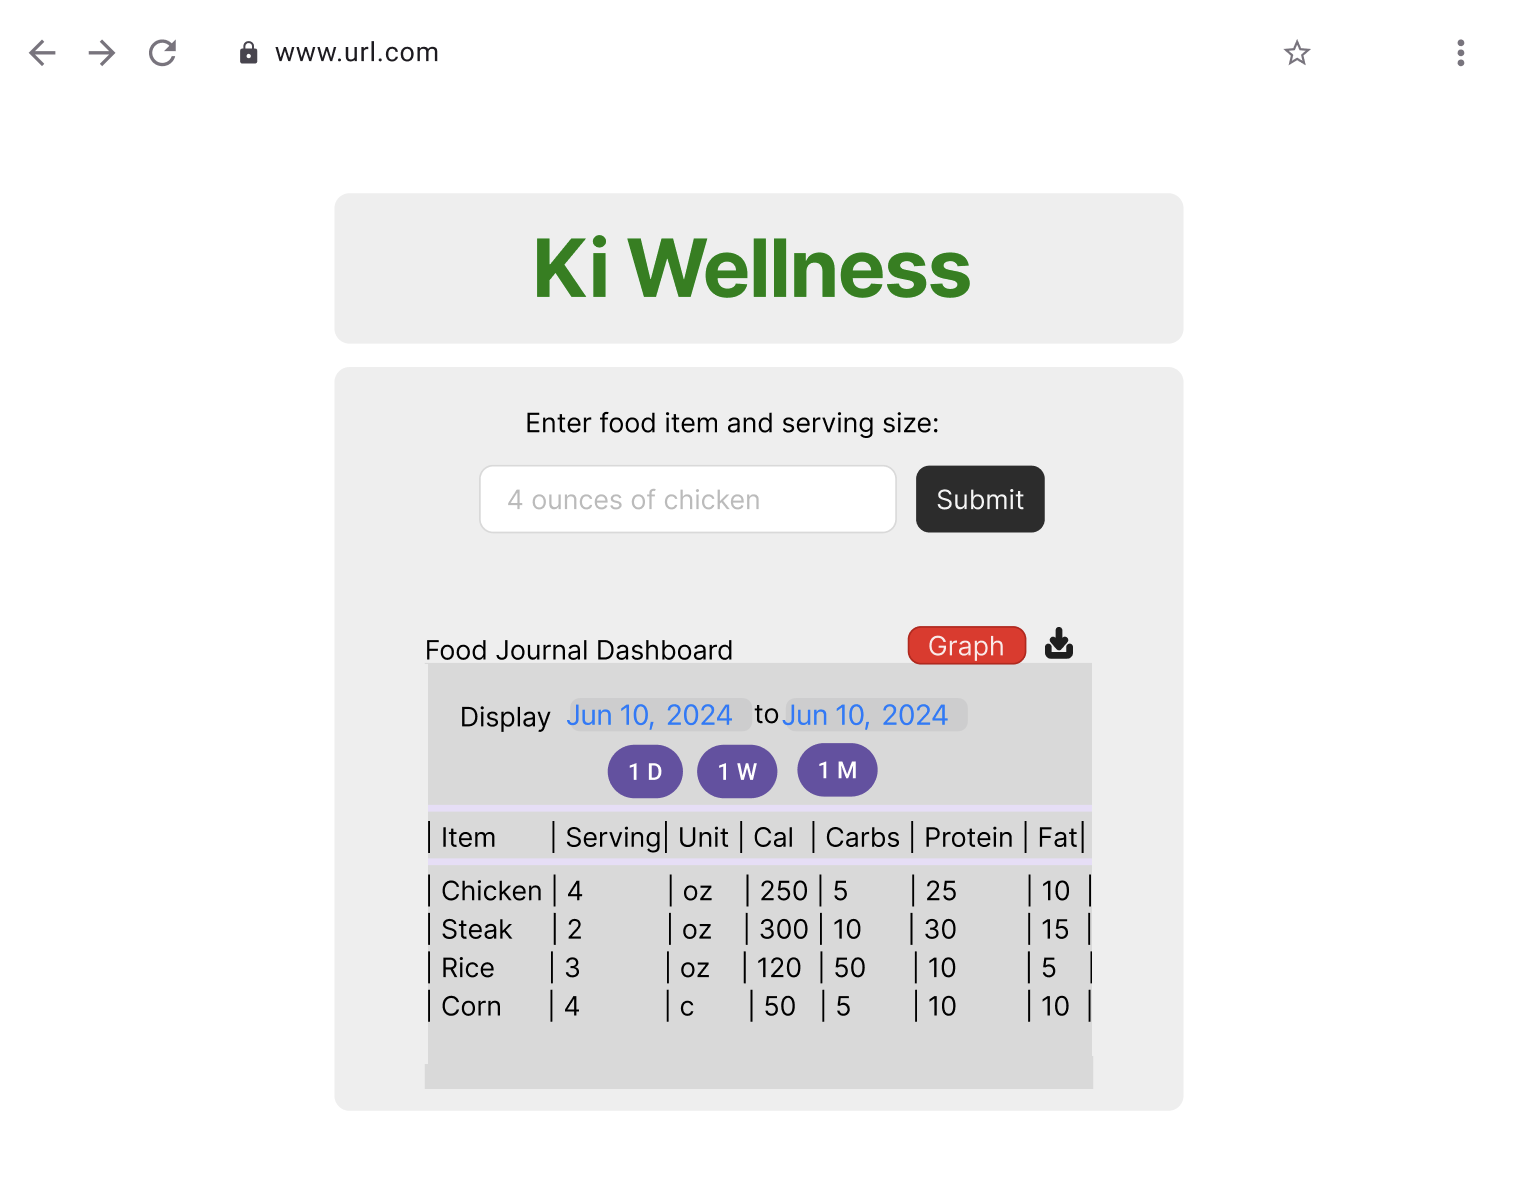 www.url.com
Ki Wellness
Enter food item and serving size:
4 ounces of chicken Submit
Food Journal Dashboard Graph
Display Jun 10, 2024 to Jun 10, 2024
1 D 1 W 1 M
| Item | Serving| Unit | Cal | Carbs | Protein | Fat|
| Chicken | 4 | oz | 250 | 5 | 25 | 10 |
| Steak | 2 | oz | 300 | 10 | 30 | 15 |
| Rice | 3 | oz | 120 | 50 | 10 | 5 |
| Corn | 4 | c | 50 | 5 | 10 | 10 |